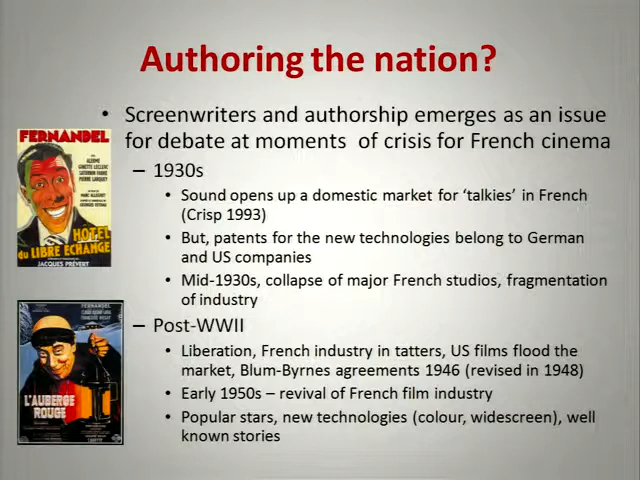 Authoring the nation?
• Screenwriters and authorship emerges as an issue
for debate at moments of crisis for French cinema
– 1930s
• Sound opens up a domestic market for ‘talkies’ in French
(Crisp 1993)
• But, patents for the new technologies belong to German
and US companies
• Mid-1930s, collapse of major French studios, fragmentation
of industry
– Post-WWII
• Liberation, French industry in tatters, US films flood the
market, Blum-Byrnes agreements 1946 (revised in 1948)
• Early 1950s – revival of French film industry
• Popular stars, new technologies (colour, widescreen), well
known stories
FERNANDEL
HOTEL
du LIBRE ECHANGE
JACQUES PRÉVERT
FERNANDEL
L'AUBERGE
ROUGE